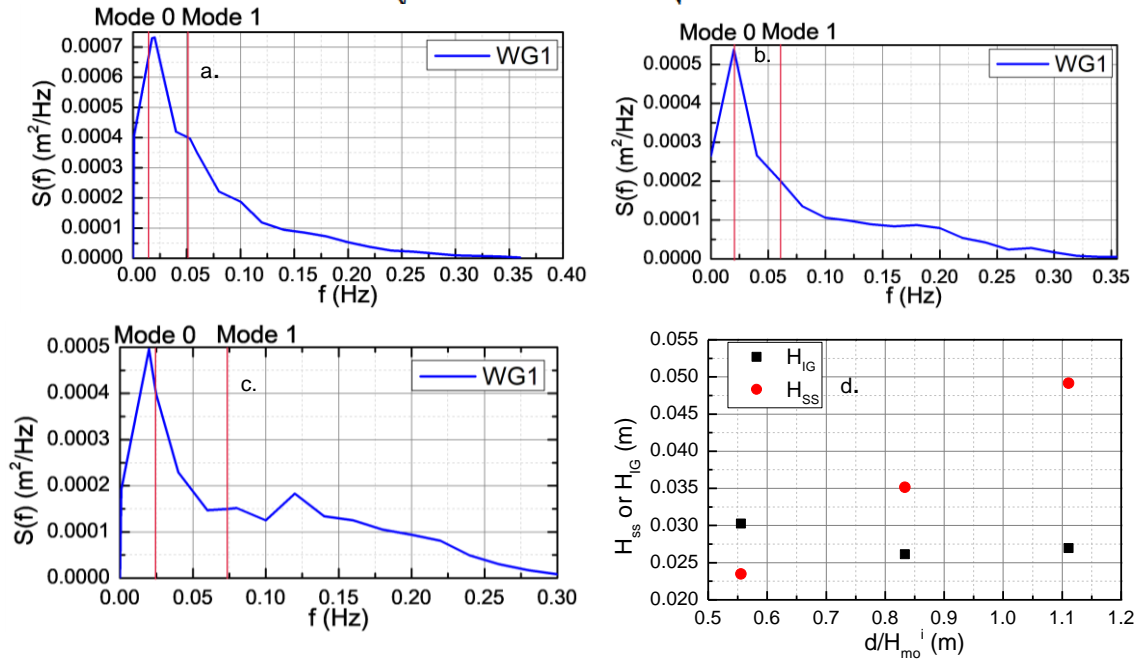 Mode 0 Mode 1
0.0007
0.0006
0.0005
0.0004
0.0003
0.0002
0.0001
0.0000
S(f) (m²/Hz)
WG1
a.
0.00 0.05 0.10 0.15 0.20 0.25 0.30 0.35 0.40
f (Hz)
Mode 0 Mode 1
0.0005
0.0004
0.0003
0.0002
0.0001
0.0000
S(f) (m²/Hz)
b.
WG1
0.00 0.05 0.10 0.15 0.20 0.25 0.30 0.35
f (Hz)
Mode 0 Mode 1
0.0005
0.0004
0.0003
0.0002
0.0001
0.0000
S(f) (m²/Hz)
c.
WG1
0.00 0.05 0.10 0.15 0.20 0.25 0.30
f (Hz)
0.055
0.050
0.045
0.040
0.035
0.030
0.025
0.020
H_ss or H_IG (m)
H_IG
H_SS
d.
0.5 0.6 0.7 0.8 0.9 1.0 1.1 1.2
d/H_mo^i (m)